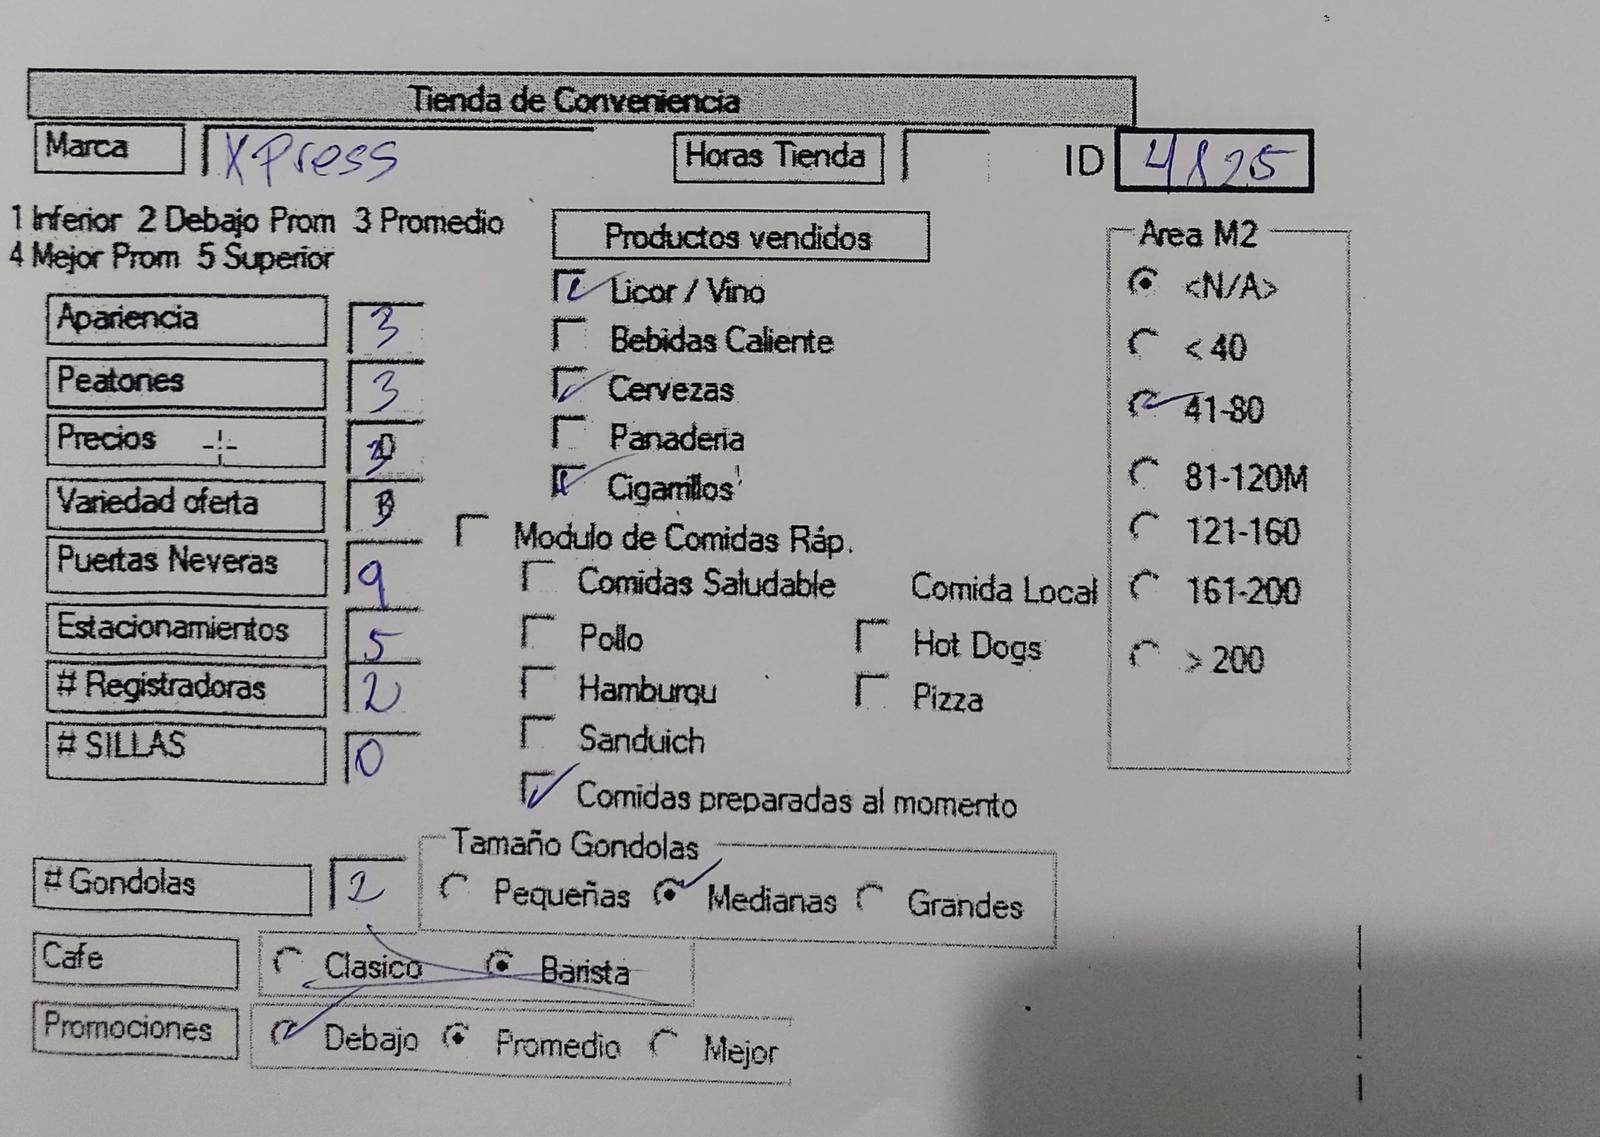 Tienda de Conveniencia
Marca XPress Horas Tienda ID 4825
1 Inferior 2 Debajo Prom 3 Promedio
4 Mejor Prom 5 Superior
Productos vendidos
Area M2
Licor / Vino
<N/A>
Apariencia 3
Bebidas Caliente
< 40
Peatones 3
Cervezas
41-80
Precios
Panaderia
81-120M
Variedad oferta
Cigarrillos
121-160
Modulo de Comidas Ráp.
Puertas Neveras 9
Comidas Saludable Comida Local
161-200
Estacionamientos 5
Pollo Hot Dogs
> 200
# Registradoras 2
Hamburqu Pizza
# SILLAS 0
Sanduich
Comidas preparadas al momento
Tamaño Gondolas
# Gondolas 2 Pequeñas Medianas Grandes
Cafe Clasico Barista
Promociones Debajo Promedio Mejor